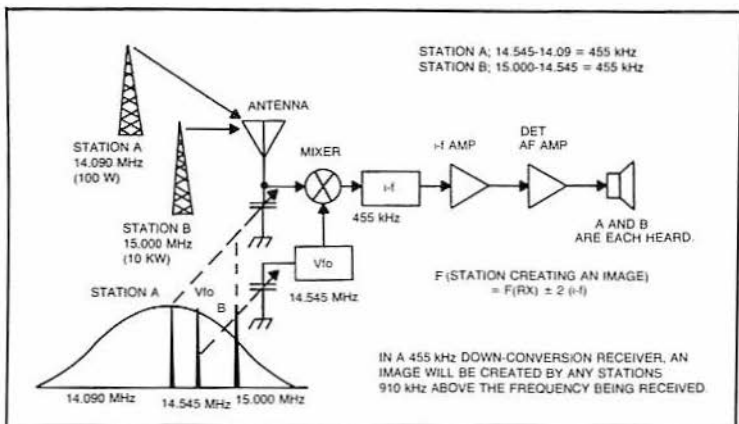 STATION A; 14.545-14.09 = 455 kHz
STATION B; 15.000-14.545 = 455 kHz
ANTENNA
MIXER
i-f AMP
DET
AF AMP
STATION A
14.090 MHz
(100 W)
i-f
455 kHz
STATION B
15.000 MHz
(10 KW)
A AND B
ARE EACH HEARD.
Vfo
14.545 MHz
STATION A
Vfo
B
F (STATION CREATING AN IMAGE)
= F(RX) ± 2 (i-f)
IN A 455 kHz DOWN-CONVERSION RECEIVER, AN
IMAGE WILL BE CREATED BY ANY STATIONS
910 kHz ABOVE THE FREQUENCY BEING RECEIVED.
14.090 MHz
14.545 MHz
15.000 MHz